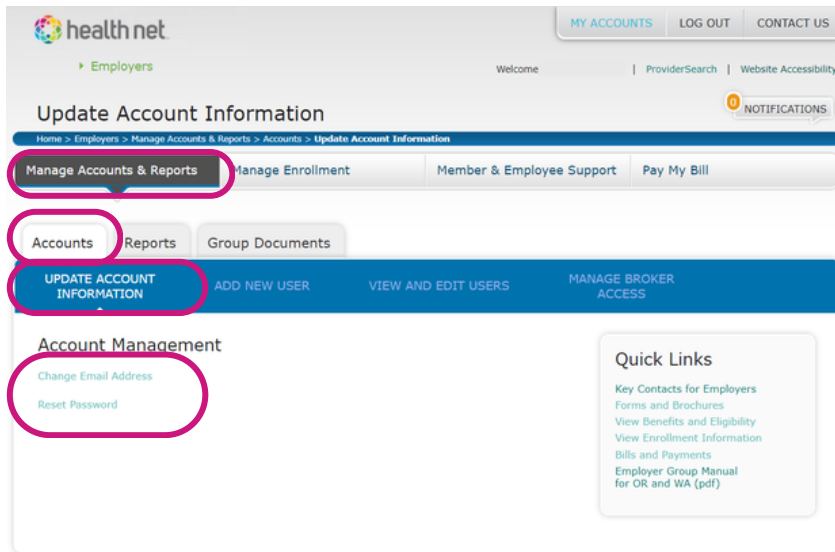 health net.
MY ACCOUNTS LOG OUT CONTACT US
Employers
Welcome | ProviderSearch | Website Accessibility
Update Account Information
0 NOTIFICATIONS
Home > Employers > Manage Accounts & Reports > Accounts > Update Account Information
Manage Accounts & Reports Manage Enrollment Member & Employee Support Pay My Bill
Accounts Reports Group Documents
UPDATE ACCOUNT INFORMATION ADD NEW USER VIEW AND EDIT USERS MANAGE BROKER ACCESS
Account Management
Change Email Address
Reset Password
Quick Links
Key Contacts for Employers
Forms and Brochures
View Benefits and Eligibility
View Enrollment Information
Bills and Payments
Employer Group Manual
for OR and WA (pdf)